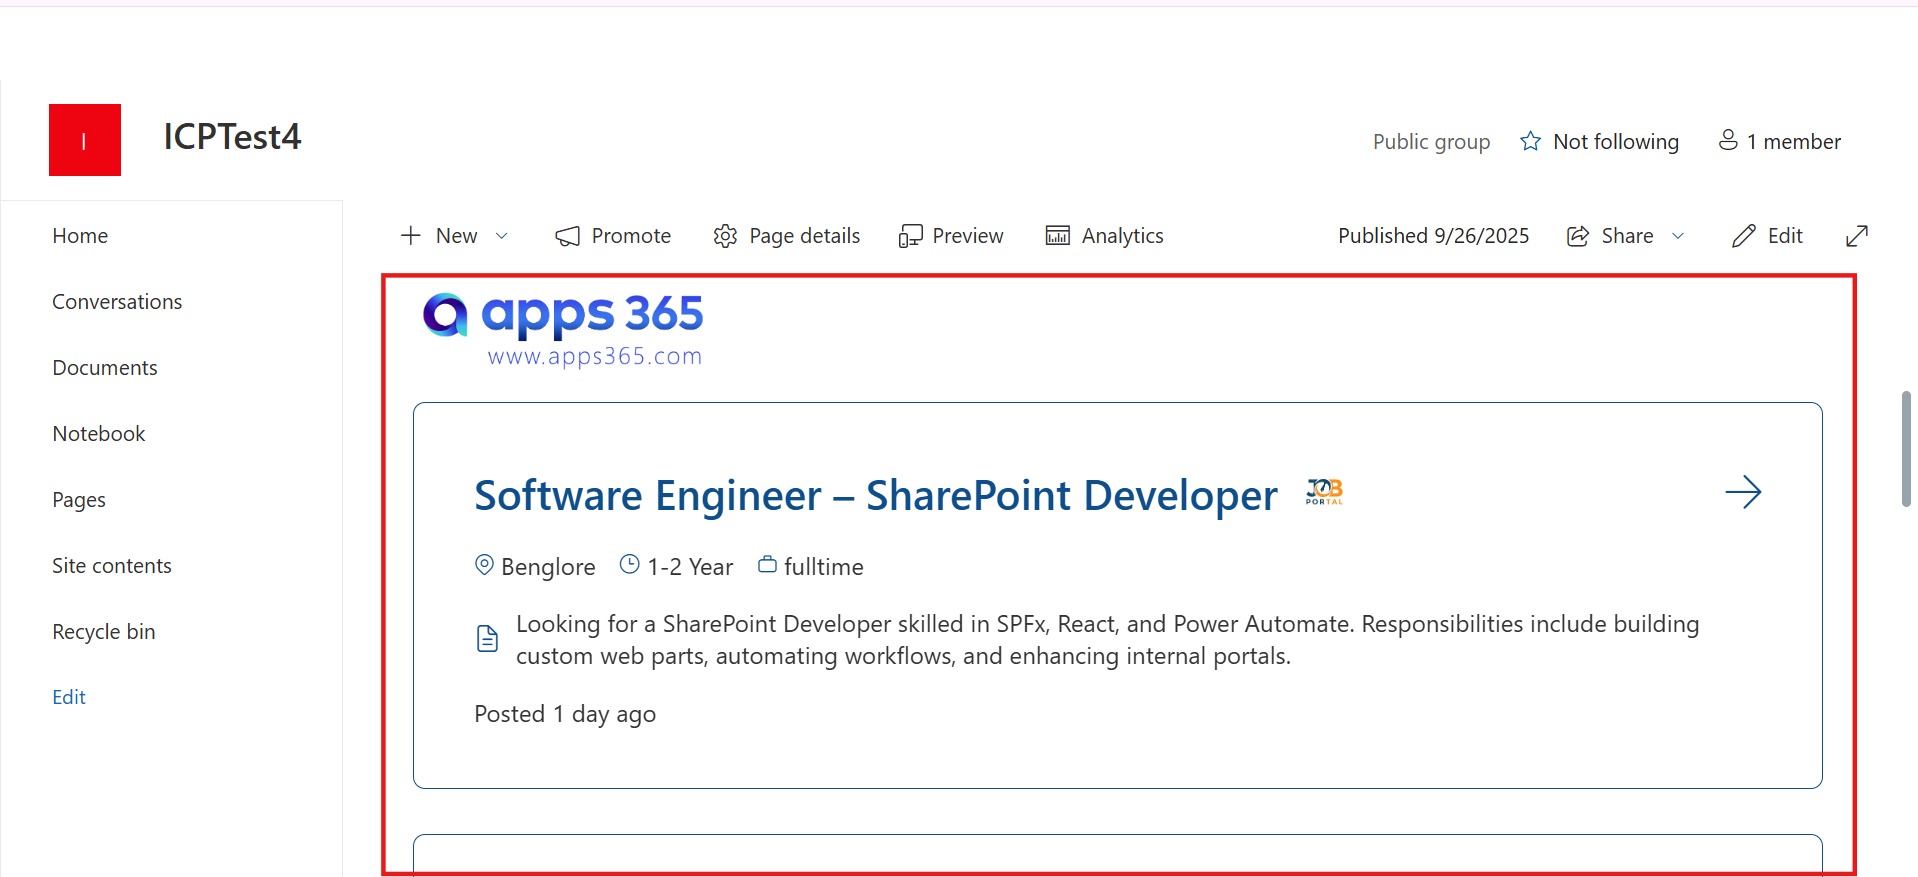 I
ICPTest4
Public group
Not following
1 member
Home
Conversations
Documents
Notebook
Pages
Site contents
Recycle bin
Edit
New
Promote
Page details
Preview
Analytics
Published 9/26/2025
Share
Edit
apps 365
www.apps365.com
Software Engineer – SharePoint Developer
JOB
PORTAL
Benglore
1-2 Year
fulltime
Looking for a SharePoint Developer skilled in SPFx, React, and Power Automate. Responsibilities include building
custom web parts, automating workflows, and enhancing internal portals.
Posted 1 day ago